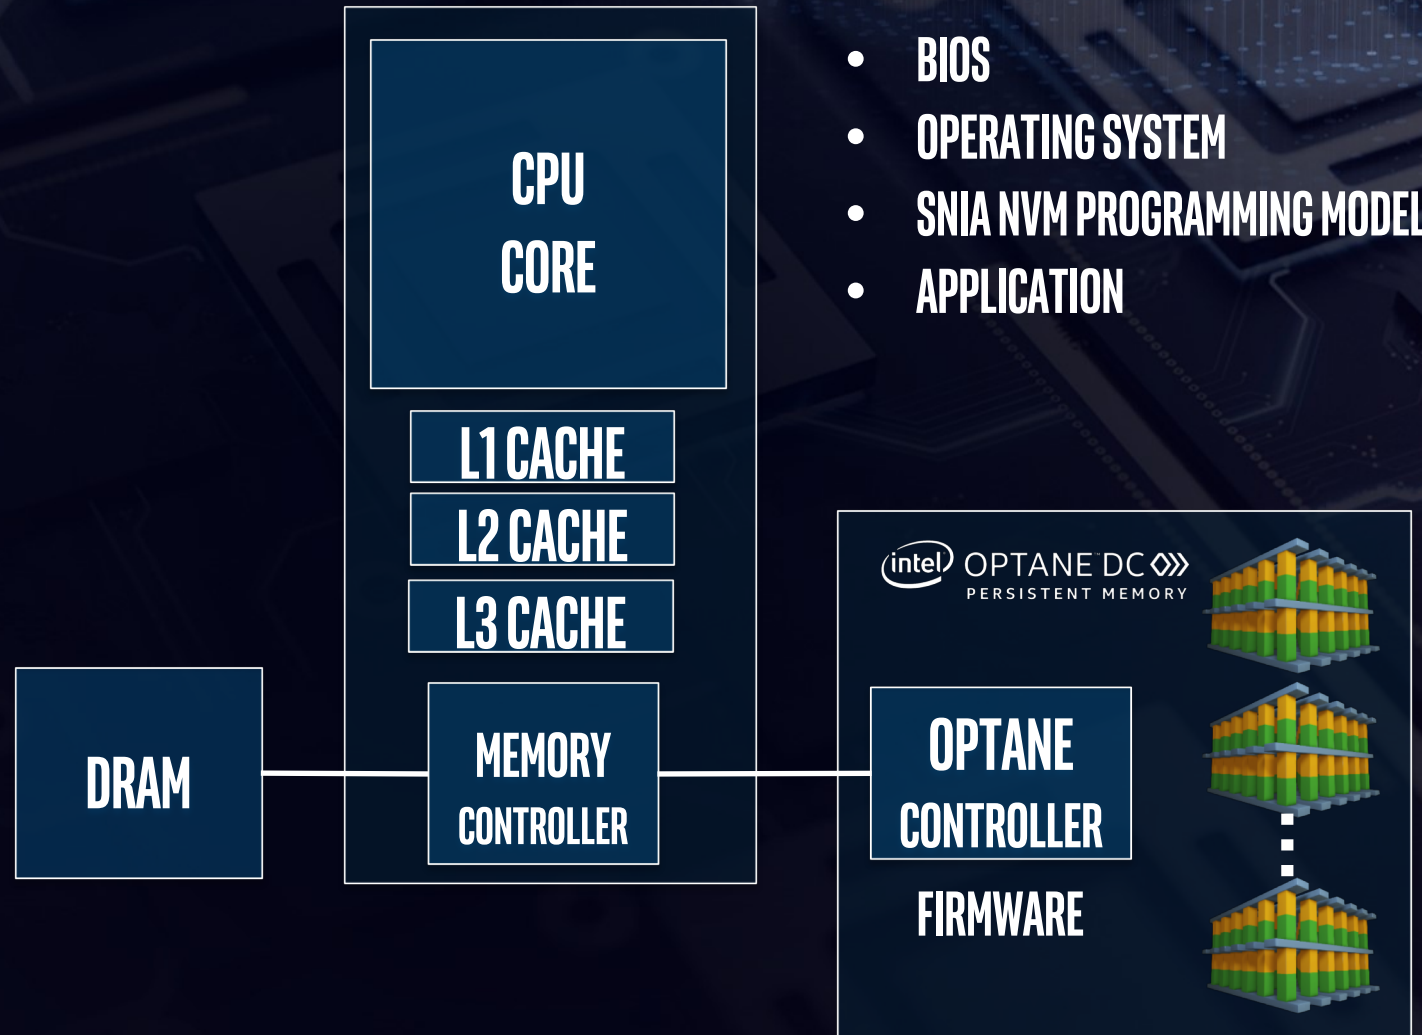 CPU
CORE
L1 CACHE
L2 CACHE
L3 CACHE
MEMORY
CONTROLLER
DRAM
• BIOS
• OPERATING SYSTEM
• SNIA NVM PROGRAMMING MODEL
• APPLICATION
intel OPTANE™ DC
PERSISTENT MEMORY
OPTANE
CONTROLLER
FIRMWARE